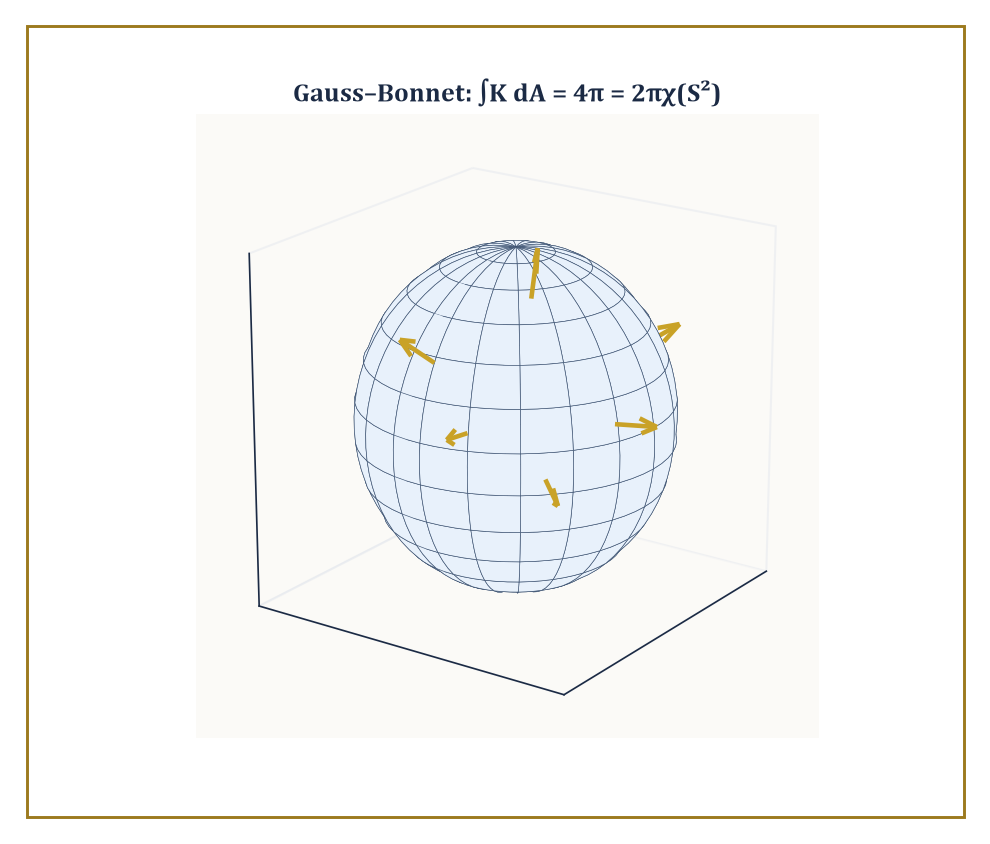 Gauss–Bonnet: ∫K dA = 4π = 2πχ(S²)